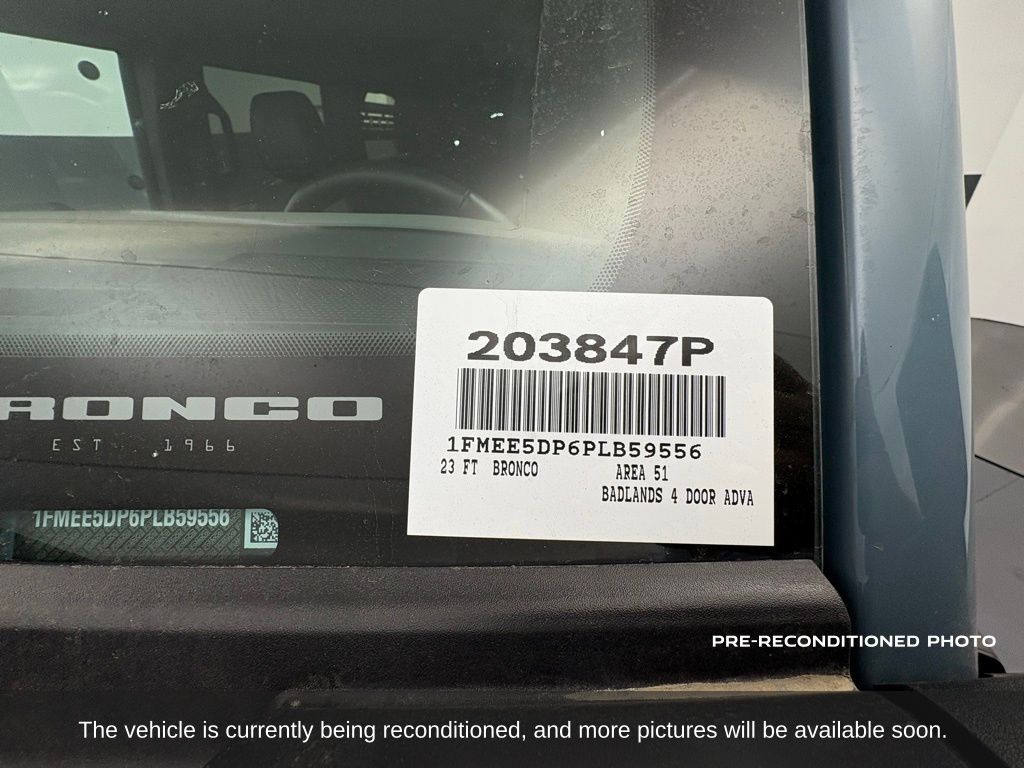 203847P
1FMEE5DP6PLB59556
23 FT BRONCO AREA 51
BADLANDS 4 DOOR ADVA
RONCO
EST 1966
1FMEE5DP6PLB59556
PRE-RECONDITIONED PHOTO
The vehicle is currently being reconditioned, and more pictures will be available soon.